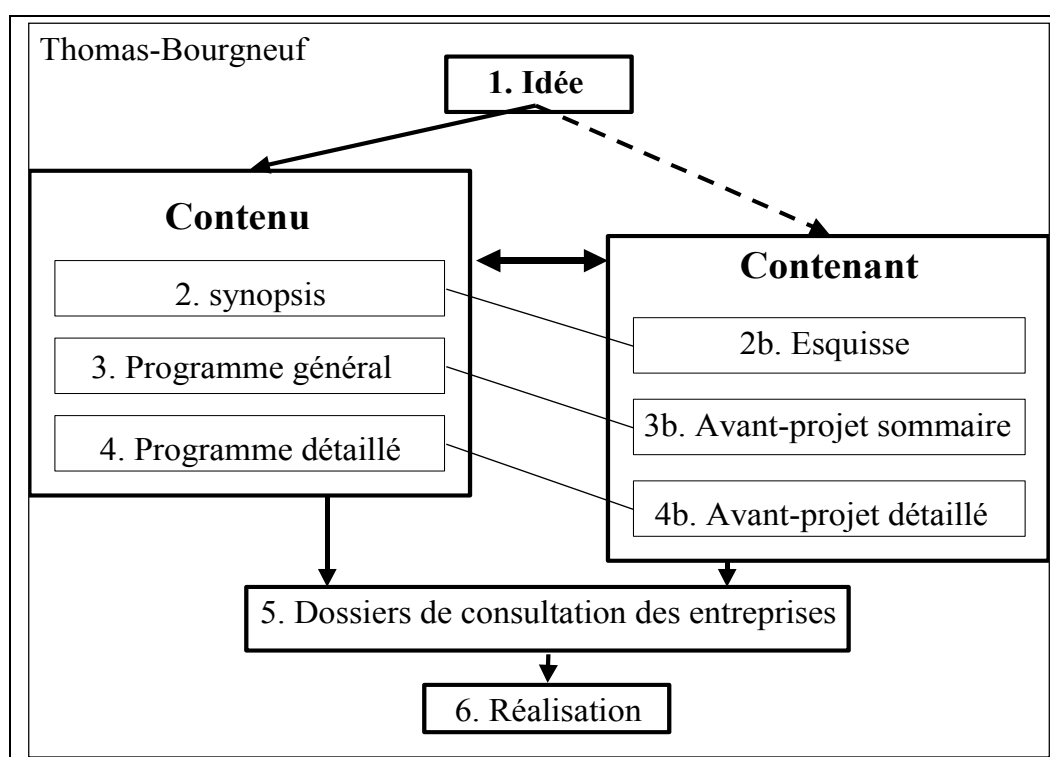 Thomas-Bourgneuf
1. Idée
Contenu
2. synopsis
3. Programme général
4. Programme détaillé
Contenant
2b. Esquisse
3b. Avant-projet sommaire
4b. Avant-projet détaillé
5. Dossiers de consultation des entreprises
6. Réalisation